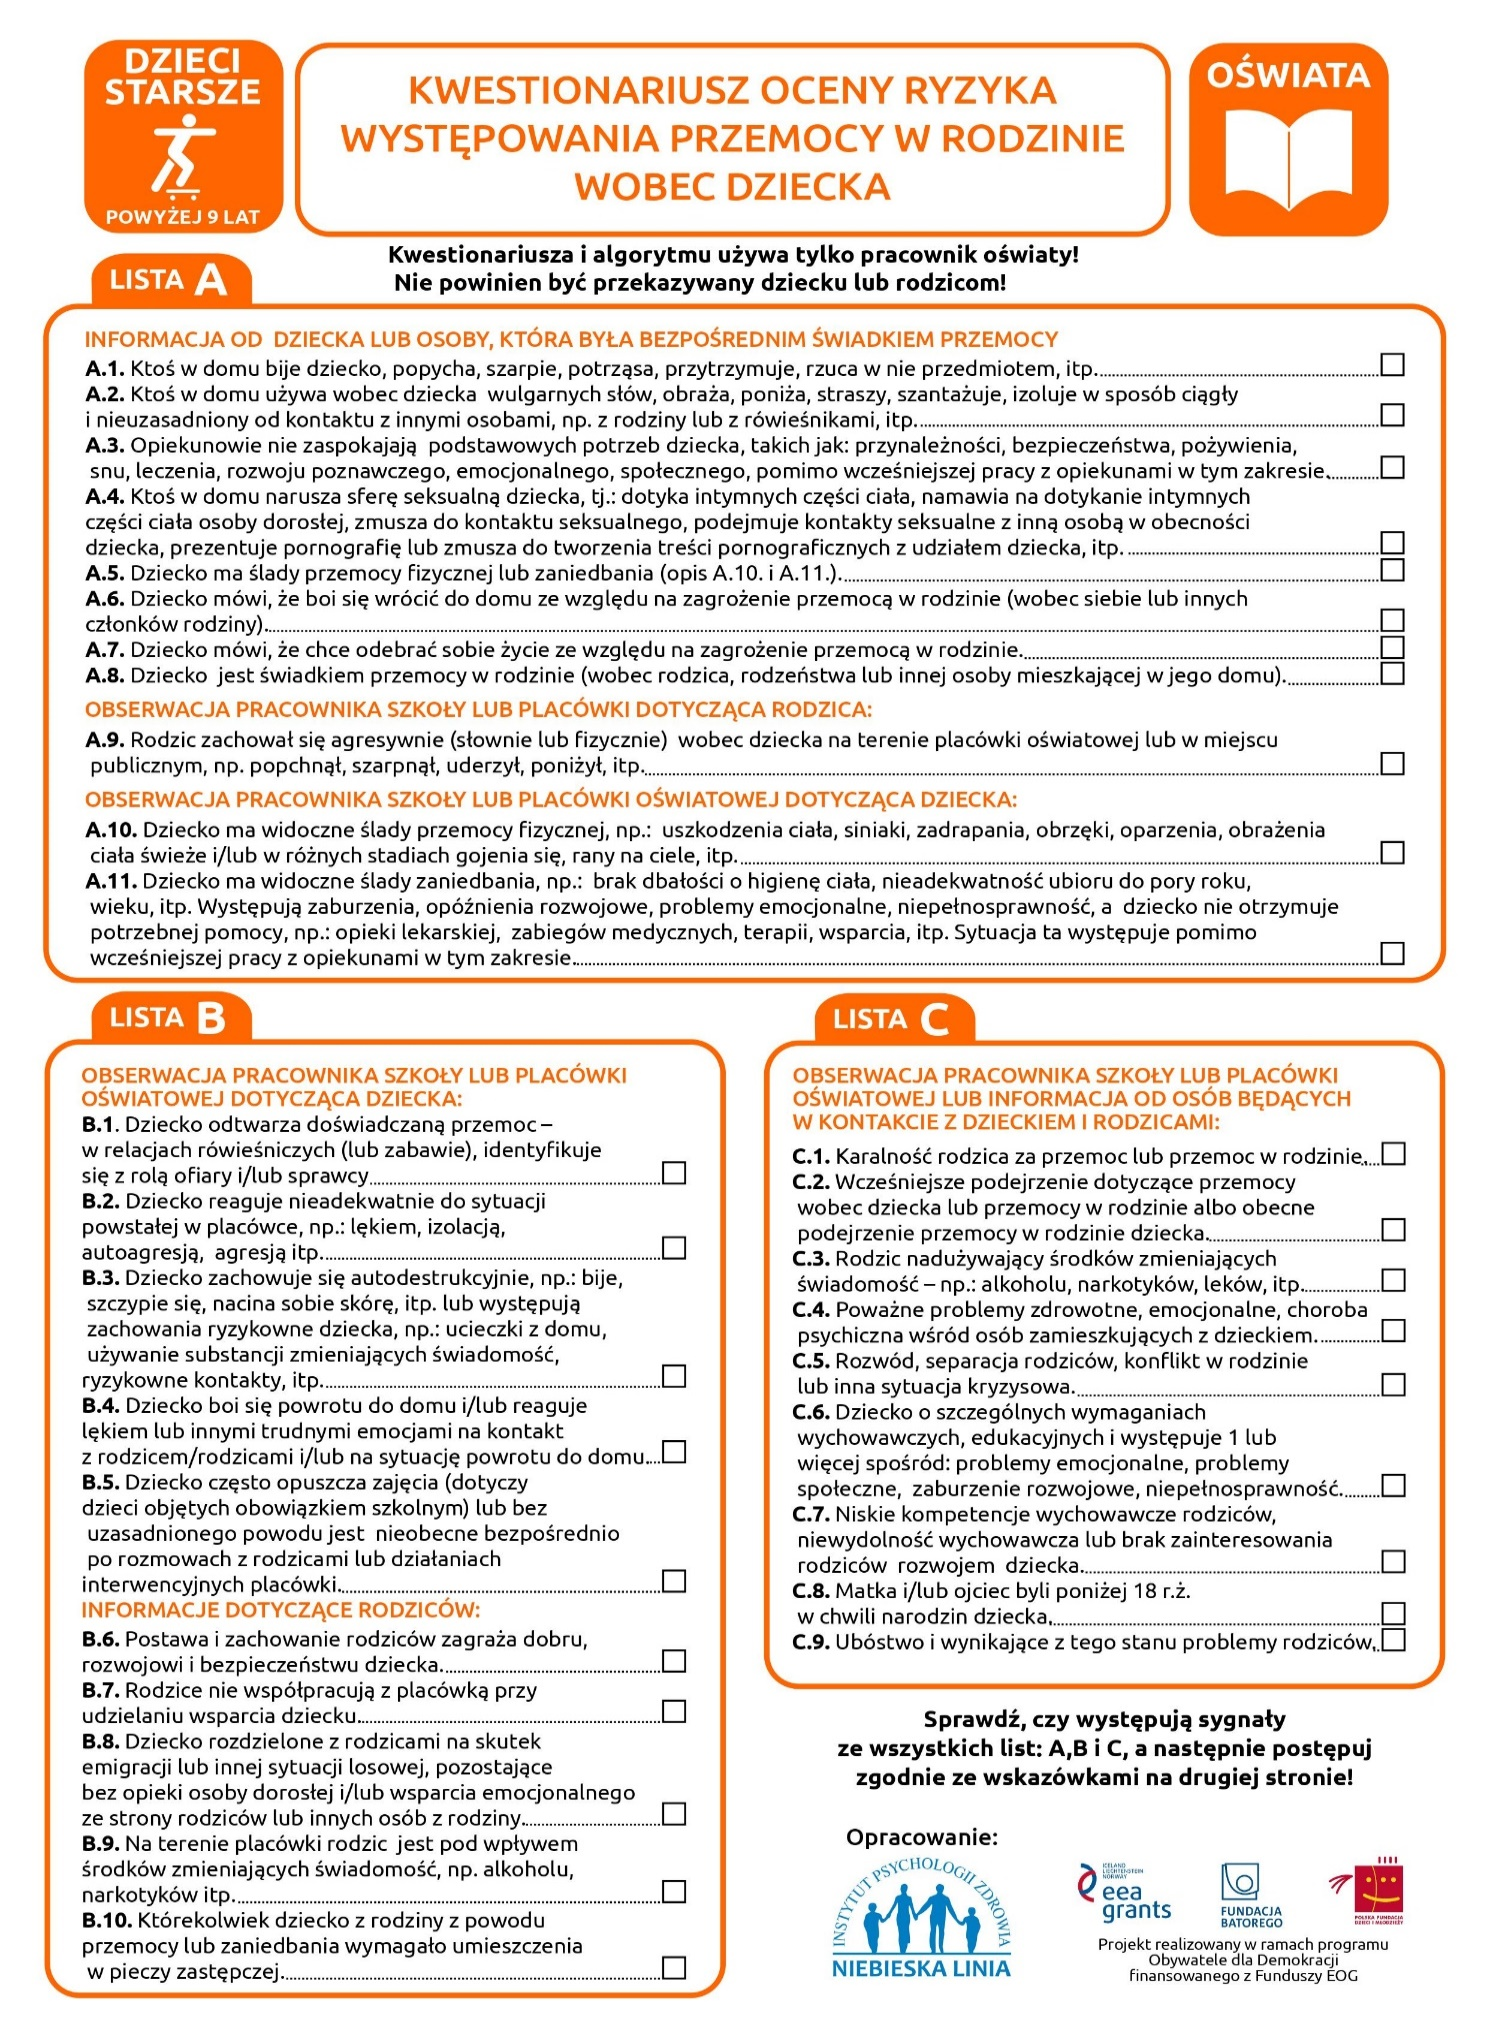 DZIECI
STARSZE
POWYŻEJ 9 LAT
KWESTIONARIUSZ OCENY RYZYKA
WYSTĘPOWANIA PRZEMOCY W RODZINIE
WOBEC DZIECKA
OŚWIATA
Kwestionariusza i algorytmu używa tylko pracownik oświaty!
Nie powinien być przekazywany dziecku lub rodzicom!
LISTA A
INFORMACJA OD DZIECKA LUB OSOBY, KTÓRA BYŁA BEZPOŚREDNIM ŚWIADKIEM PRZEMOCY
A.1. Ktoś w domu bije dziecko, popycha, szarpie, potrząsa, przytrzymuje, rzuca w nie przedmiotem, itp.
A.2. Ktoś w domu używa wobec dziecka wulgarnych słów, obraża, poniża, straszy, szantażuje, izoluje w sposób ciągły
i nieuzasadniony od kontaktu z innymi osobami, np. z rodziny lub z rówieśnikami, itp.
A.3. Opiekunowie nie zaspokajają podstawowych potrzeb dziecka, takich jak: przynależności, bezpieczeństwa, pożywienia,
snu, leczenia, rozwoju poznawczego, emocjonalnego, społecznego, pomimo wcześniejszej pracy z opiekunami w tym zakresie.
A.4. Ktoś w domu narusza sferę seksualną dziecka, tj.: dotyka intymnych części ciała, namawia na dotykanie intymnych
części ciała osoby dorosłej, zmusza do kontaktu seksualnego, podejmuje kontakty seksualne z inną osobą w obecności
dziecka, prezentuje pornografię lub zmusza do tworzenia treści pornograficznych z udziałem dziecka, itp.
A.5. Dziecko ma ślady przemocy fizycznej lub zaniedbania (opis A.10. i A.11.).
A.6. Dziecko mówi, że boi się wrócić do domu ze względu na zagrożenie przemocą w rodzinie (wobec siebie lub innych
członków rodziny).
A.7. Dziecko mówi, że chce odebrać sobie życie ze względu na zagrożenie przemocą w rodzinie.
A.8. Dziecko jest świadkiem przemocy w rodzinie (wobec rodzica, rodzeństwa lub innej osoby mieszkającej w jego domu).
OBSERWACJA PRACOWNIKA SZKOŁY LUB PLACÓWKI DOTYCZĄCA RODZICA:
A.9. Rodzic zachował się agresywnie (słownie lub fizycznie) wobec dziecka na terenie placówki oświatowej lub w miejscu
publicznym, np. popchnął, szarpnął, uderzył, poniżył, itp.
OBSERWACJA PRACOWNIKA SZKOŁY LUB PLACÓWKI OŚWIATOWEJ DOTYCZĄCA DZIECKA:
A.10. Dziecko ma widoczne ślady przemocy fizycznej, np.: uszkodzenia ciała, siniaki, zadrapania, obrzęki, oparzenia, obrażenia
ciała świeże i/lub w różnych stadiach gojenia się, rany na ciele, itp.
A.11. Dziecko ma widoczne ślady zaniedbania, np.: brak dbałości o higienę ciała, nieadekwatność ubioru do pory roku,
wieku, itp. Występują zaburzenia, opóźnienia rozwojowe, problemy emocjonalne, niepełnosprawność, a dziecko nie otrzymuje
potrzebnej pomocy, np.: opieki lekarskiej, zabiegów medycznych, terapii, wsparcia, itp. Sytuacja ta występuje pomimo
wcześniejszej pracy z opiekunami w tym zakresie.
LISTA B
OBSERWACJA PRACOWNIKA SZKOŁY LUB PLACÓWKI
OŚWIATOWEJ DOTYCZĄCA DZIECKA:
B.1. Dziecko odtwarza doświadczaną przemoc –
w relacjach rówieśniczych (lub zabawie), identyfikuje
się z rolą ofiary i/lub sprawcy
B.2. Dziecko reaguje nieadekwatnie do sytuacji
powstałej w placówce, np.: lękiem, izolacją,
autoagresją, agresją itp.
B.3. Dziecko zachowuje się autodestrukcyjnie, np.: bije,
szczypie się, nacina sobie skórę, itp. lub występują
zachowania ryzykowne dziecka, np.: ucieczki z domu,
używanie substancji zmieniających świadomość,
ryzykowne kontakty, itp.
B.4. Dziecko boi się powrotu do domu i/lub reaguje
lękiem lub innymi trudnymi emocjami na kontakt
z rodzicem/rodzicami i/lub na sytuację powrotu do domu.
B.5. Dziecko często opuszcza zajęcia (dotyczy
dzieci objętych obowiązkiem szkolnym) lub bez
uzasadnionego powodu jest nieobecne bezpośrednio
po rozmowach z rodzicami lub działaniach
interwencyjnych placówki.
INFORMACJE DOTYCZĄCE RODZICÓW:
B.6. Postawa i zachowanie rodziców zagraża dobru,
rozwojowi i bezpieczeństwu dziecka.
B.7. Rodzice nie współpracują z placówką przy
udzielaniu wsparcia dziecku.
B.8. Dziecko rozdzielone z rodzicami na skutek
emigracji lub innej sytuacji losowej, pozostające
bez opieki osoby dorosłej i/lub wsparcia emocjonalnego
ze strony rodziców lub innych osób z rodziny.
B.9. Na terenie placówki rodzic jest pod wpływem
środków zmieniających świadomość, np. alkoholu,
narkotyków itp.
B.10. Którekolwiek dziecko z rodziny z powodu
przemocy lub zaniedbania wymagało umieszczenia
w pieczy zastępczej.
LISTA C
OBSERWACJA PRACOWNIKA SZKOŁY LUB PLACÓWKI
OŚWIATOWEJ LUB INFORMACJA OD OSÓB BĘDĄCYCH
W KONTAKCIE Z DZIECKIEM I RODZICAMI:
C.1. Karalność rodzica za przemoc lub przemoc w rodzinie.
C.2. Wcześniejsze podejrzenie dotyczące przemocy
wobec dziecka lub przemocy w rodzinie albo obecne
podejrzenie przemocy w rodzinie dziecka.
C.3. Rodzic nadużywający środków zmieniających
świadomość – np.: alkoholu, narkotyków, leków, itp.
C.4. Poważne problemy zdrowotne, emocjonalne, choroba
psychiczna wśród osób zamieszkujących z dzieckiem.
C.5. Rozwód, separacja rodziców, konflikt w rodzinie
lub inna sytuacja kryzysowa.
C.6. Dziecko o szczególnych wymaganiach
wychowawczych, edukacyjnych i występuje 1 lub
więcej spośród: problemy emocjonalne, problemy
społeczne, zaburzenie rozwojowe, niepełnosprawność.
C.7. Niskie kompetencje wychowawcze rodziców,
niewydolność wychowawcza lub brak zainteresowania
rodziców rozwojem dziecka.
C.8. Matka i/lub ojciec byli poniżej 18 r.ż.
w chwili narodzin dziecka.
C.9. Ubóstwo i wynikające z tego stanu problemy rodziców.
Sprawdź, czy występują sygnały
ze wszystkich list: A,B i C, a następnie postępuj
zgodnie ze wskazówkami na drugiej stronie!
Opracowanie:
INSTYTUT PSYCHOLOGII ZDROWIA
NIEBIESKA LINIA
ICELAND
LIECHTENSTEIN
NORWAY
eea
grants
FUNDACJA
BATOREGO
POLSKA FUNDACJA
DZIECI I MŁODZIEŻY
Projekt realizowany w ramach programu
Obywatele dla Demokracji
finansowanego z Funduszy EOG